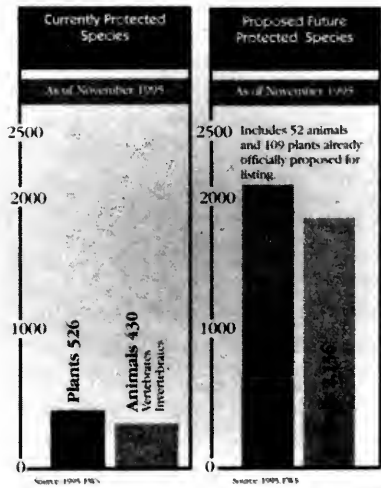 Currently Protected
Species
As of November 1995
2500
2000
1000
0
Plants 526
Animals 430
Vertebrates
Invertebrates
Source: 1995 FWS
Proposed Future
Protected Species
As of November 1995
2500
2000
1000
0
Includes 52 animals
and 109 plants already
officially proposed for
listing.
Source: 1995 FWS